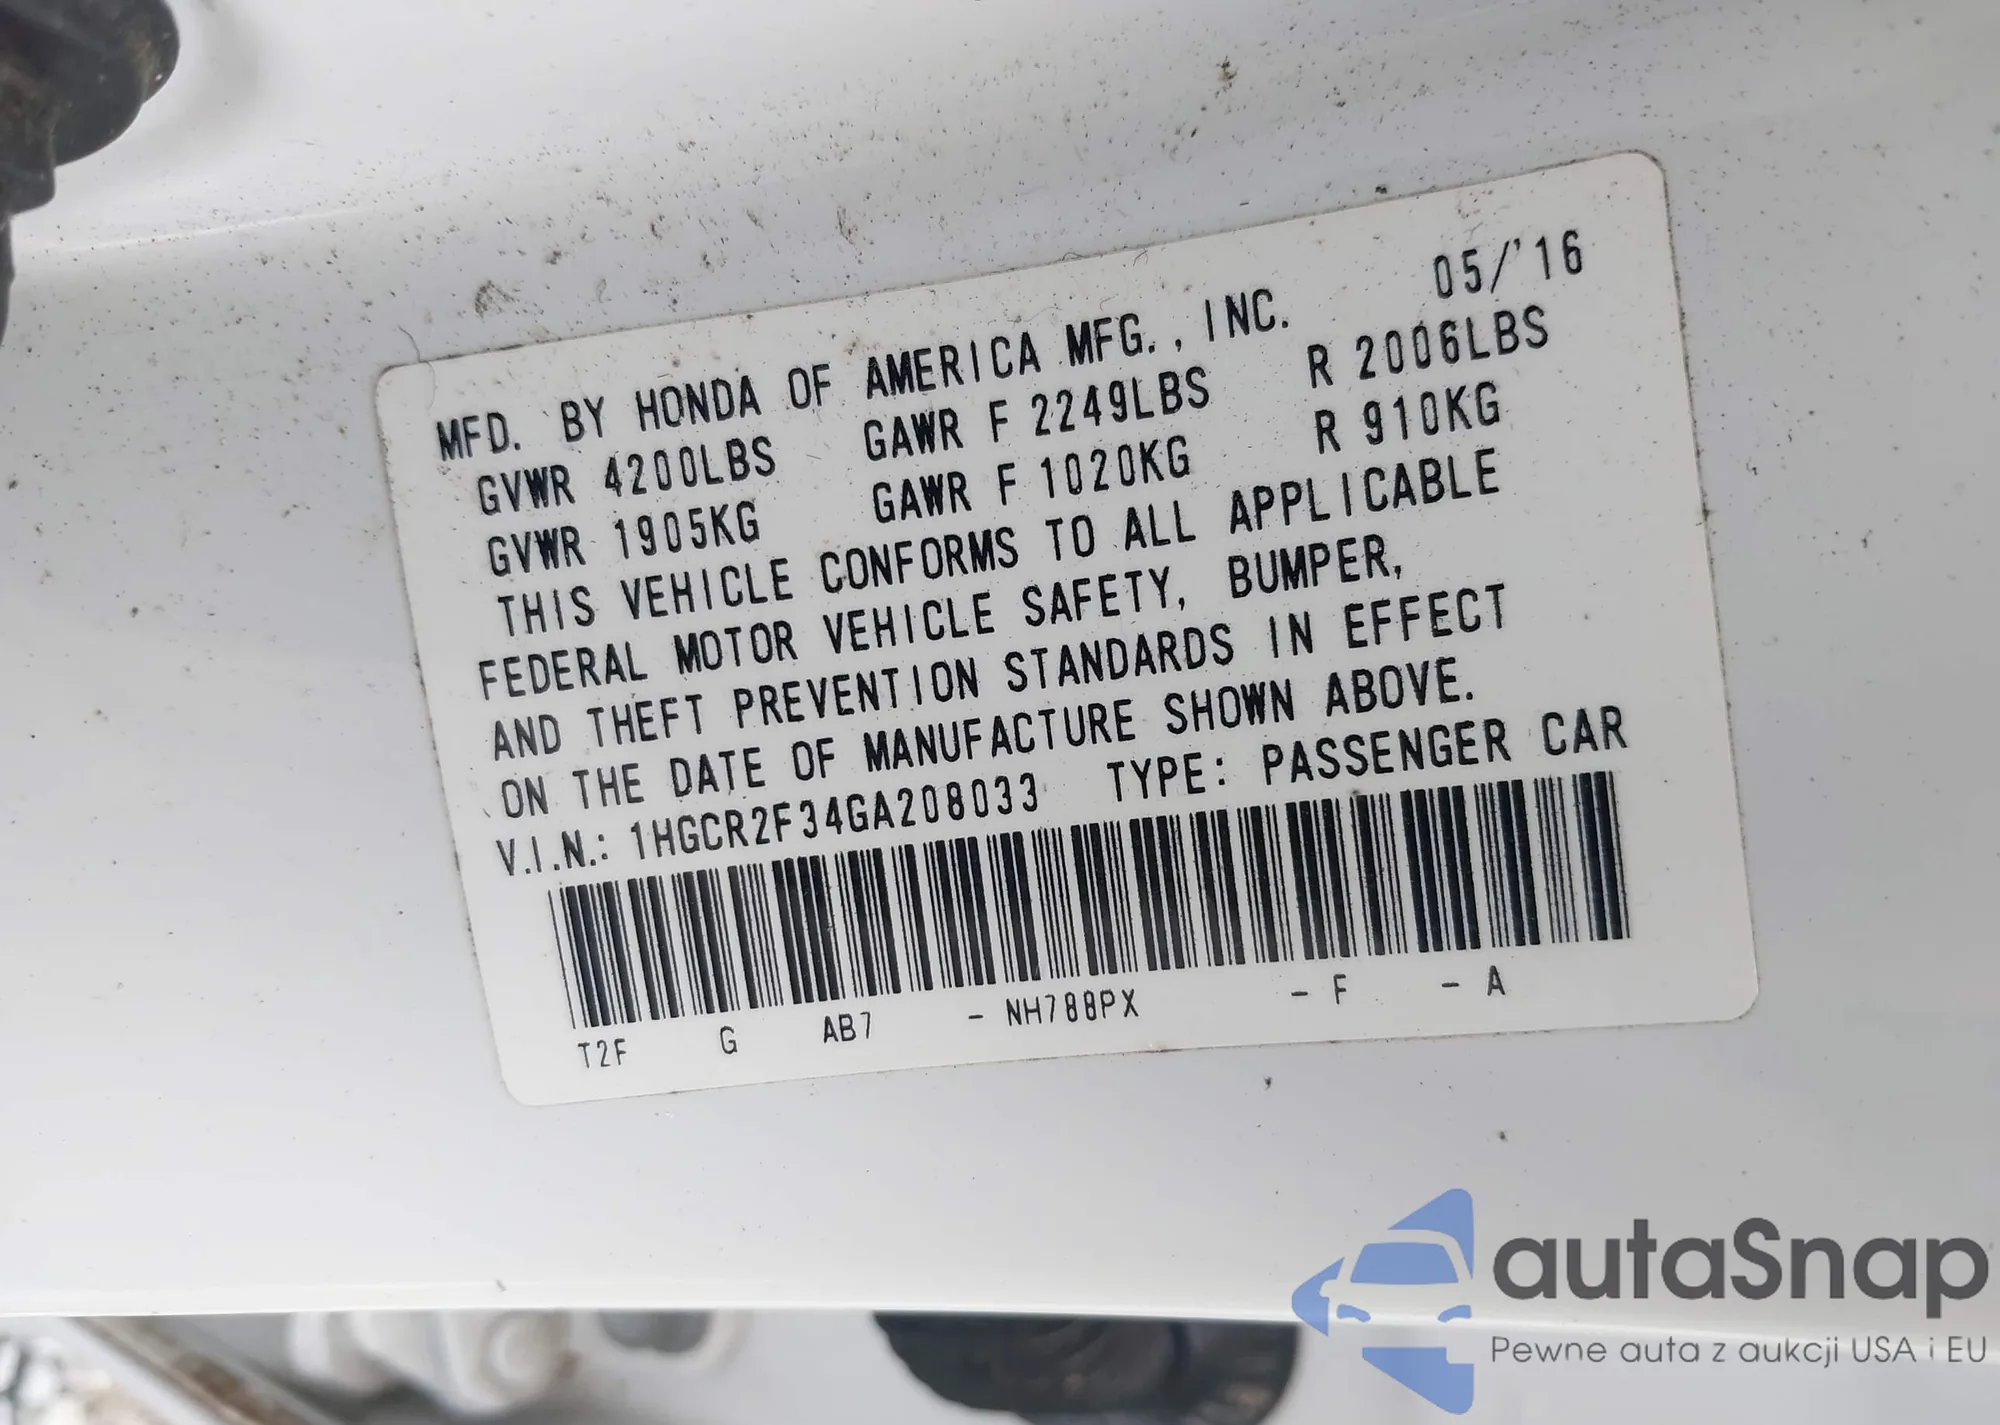 MFD. BY HONDA OF AMERICA MFG., INC. 05/'16
GVWR 4200LBS GAWR F 2249LBS R 2006LBS
GVWR 1905KG GAWR F 1020KG R 910KG
THIS VEHICLE CONFORMS TO ALL APPLICABLE
FEDERAL MOTOR VEHICLE SAFETY, BUMPER,
AND THEFT PREVENTION STANDARDS IN EFFECT
ON THE DATE OF MANUFACTURE SHOWN ABOVE.
V.I.N.: 1HGCR2F34GA208033 TYPE: PASSENGER CAR
T2F G AB7 - NH788PX - F - A
autaSnap
Pewne auta z aukcji USA i EU